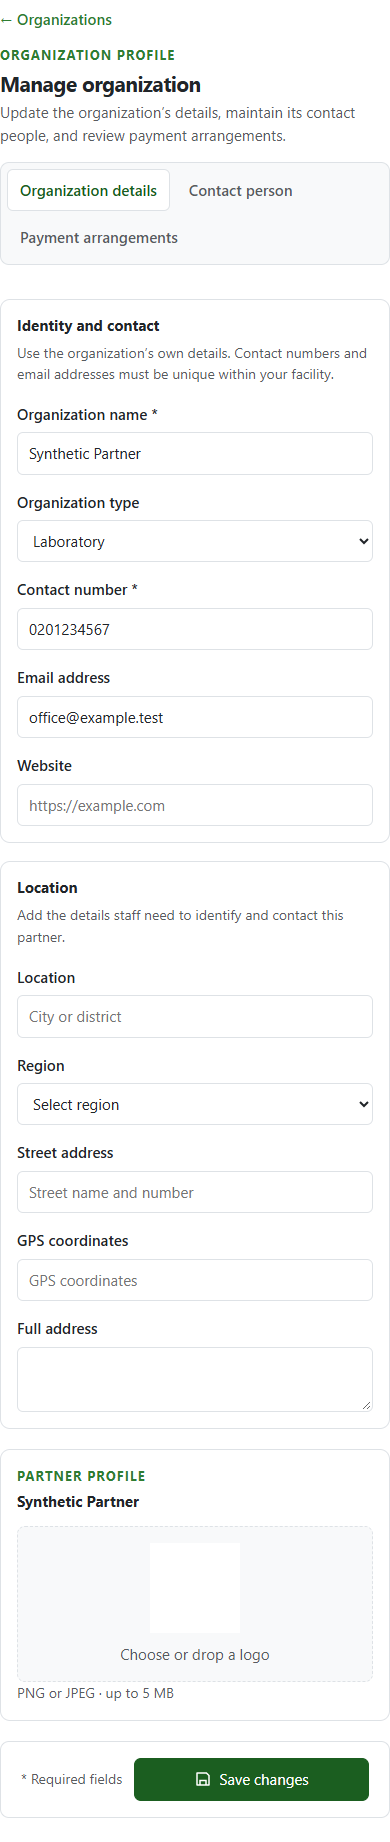 ← Organizations
ORGANIZATION PROFILE
Manage organization
Update the organization’s details, maintain its contact
people, and review payment arrangements.
Organization details
Contact person
Payment arrangements
Identity and contact
Use the organization’s own details. Contact numbers and
email addresses must be unique within your facility.
Organization name *
Synthetic Partner
Organization type
Laboratory
Contact number *
0201234567
Email address
office@example.test
Website
https://example.com
Location
Add the details staff need to identify and contact this
partner.
Location
City or district
Region
Select region
Street address
Street name and number
GPS coordinates
GPS coordinates
Full address
PARTNER PROFILE
Synthetic Partner
Choose or drop a logo
PNG or JPEG · up to 5 MB
* Required fields
Save changes